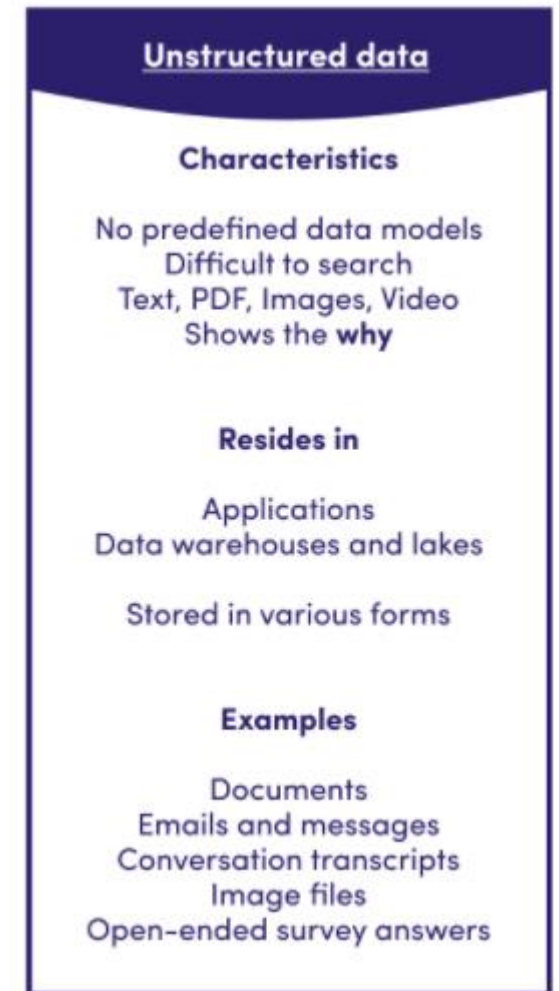 Unstructured data
Characteristics
No predefined data models
Difficult to search
Text, PDF, Images, Video
Shows the why
Resides in
Applications
Data warehouses and lakes
Stored in various forms
Examples
Documents
Emails and messages
Conversation transcripts
Image files
Open-ended survey answers